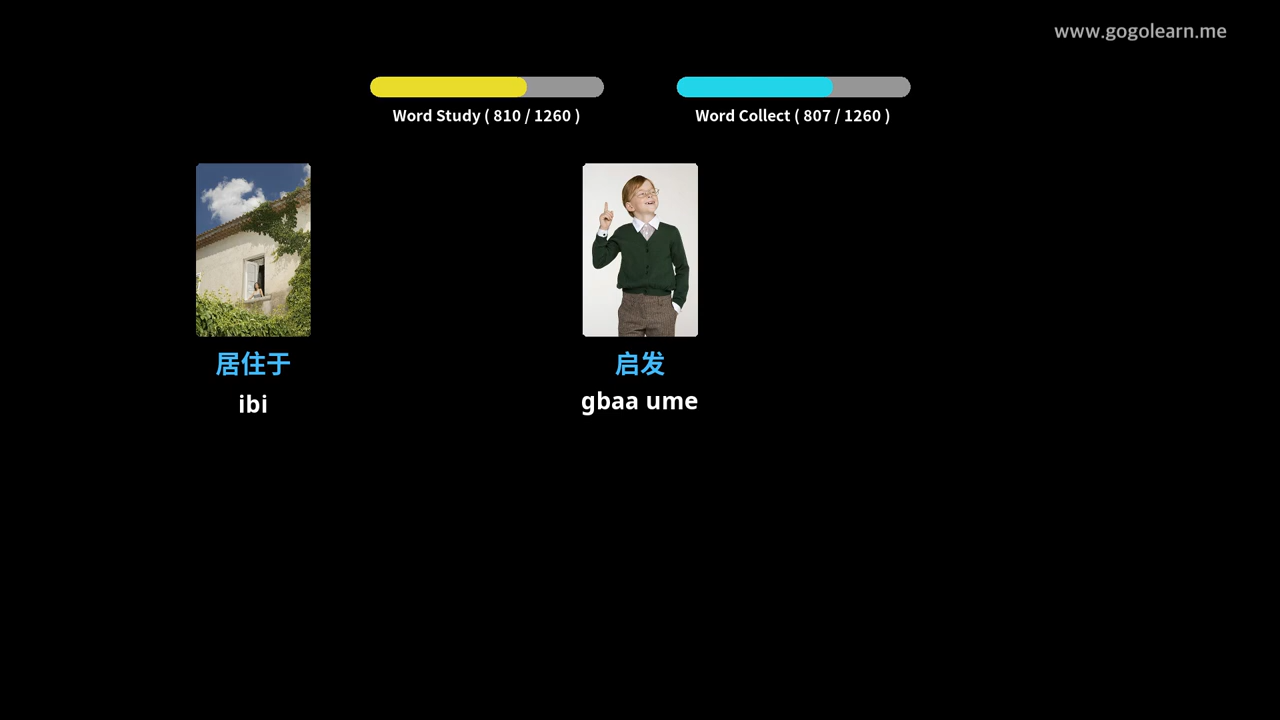 www.gogolearn.me
Word Study ( 810 / 1260 )
Word Collect ( 807 / 1260 )
居住于
启发
ibi
gbaa ume